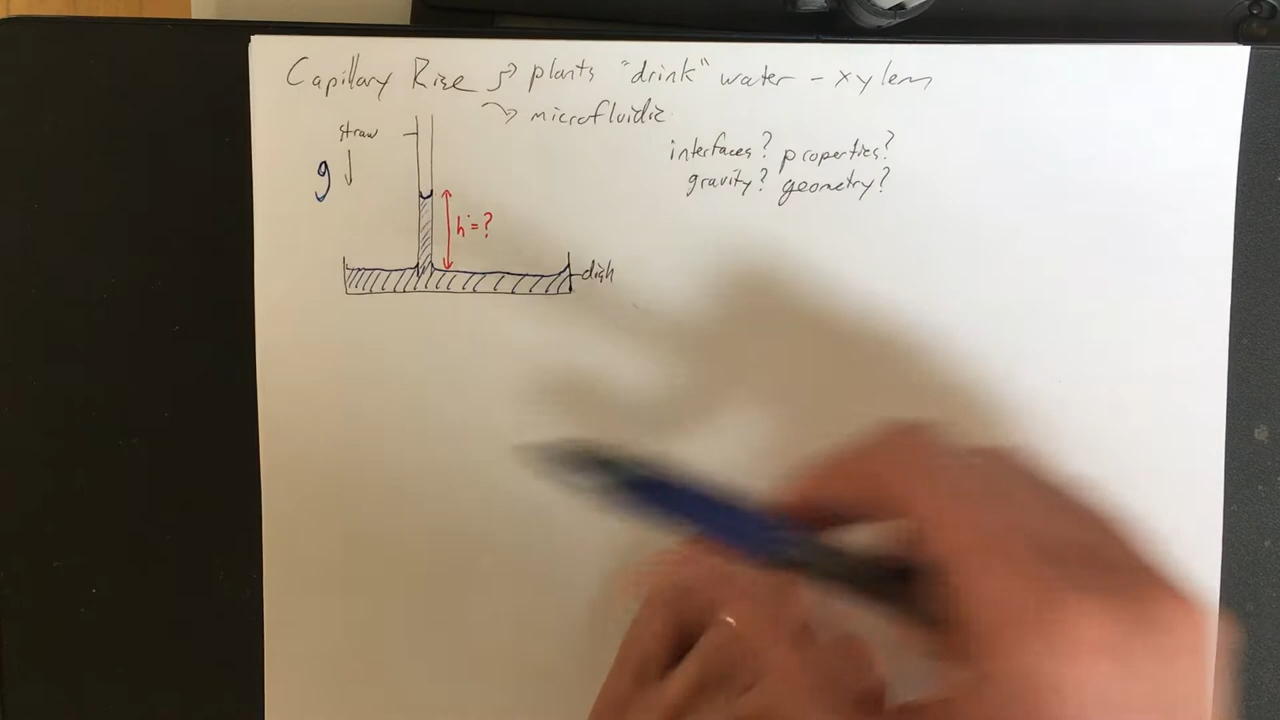 Capillary Rise → plants "drink" water - xylem
→ microfluidic
straw
interfaces? properties?
gravity? geometry?
g
h = ?
dish